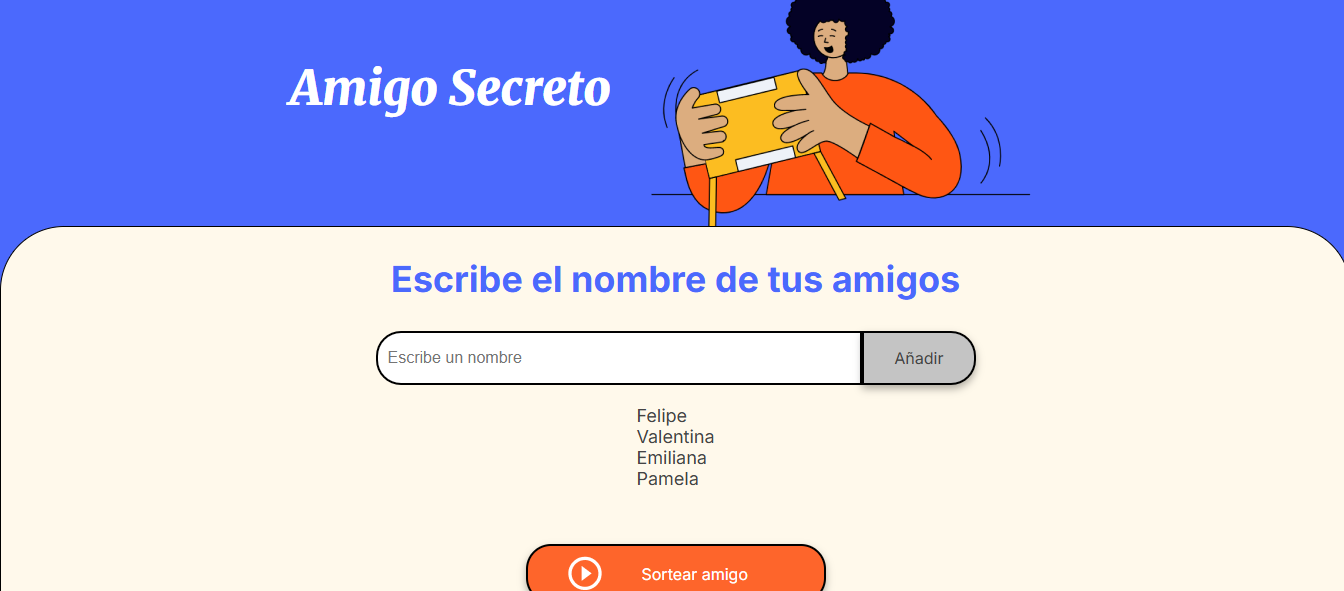 Amigo Secreto
Escribe el nombre de tus amigos
Escribe un nombre
Añadir
Felipe
Valentina
Emiliana
Pamela
Sortear amigo